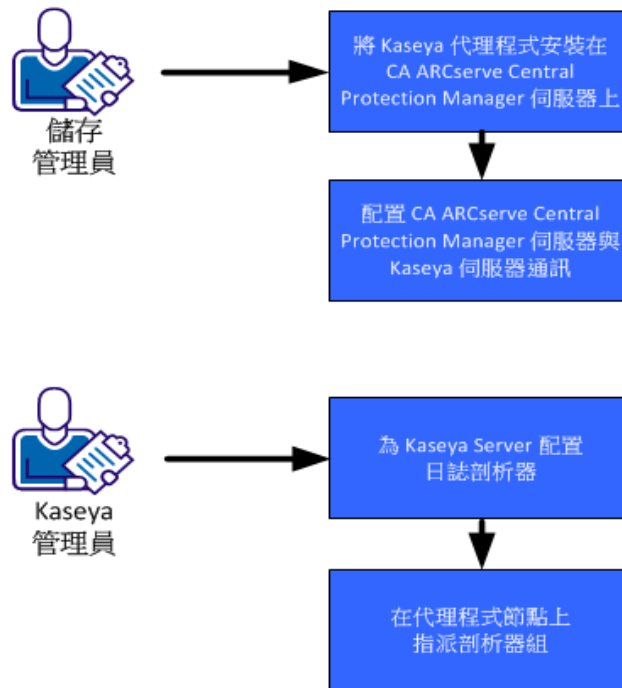 儲存
管理員
將 Kaseya 代理程式安裝在
CA ARCserve Central
Protection Manager 伺服器上
配置 CA ARCserve Central
Protection Manager 伺服器與
Kaseya 伺服器通訊
Kaseya
管理員
為 Kaseya Server 配置
日誌剖析器
在代理程式節點上
指派剖析器組